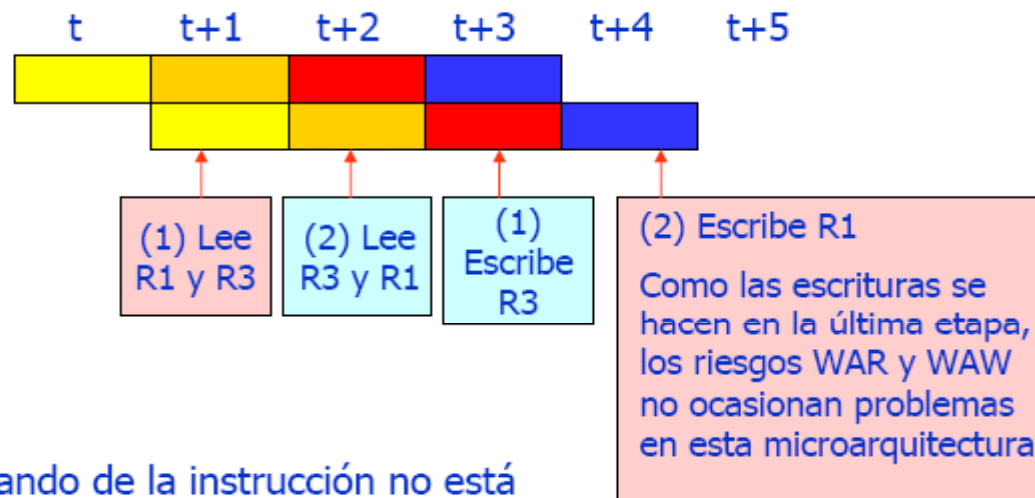 t t+1 t+2 t+3 t+4 t+5
(1) Lee
R1 y R3
(2) Lee
R3 y R1
(1)
Escribe
R3
(2) Escribe R1
Como las escrituras se
hacen en la última etapa,
los riesgos WAR y WAW
no ocasionan problemas
en esta microarquitectura
ando de la instrucción no está